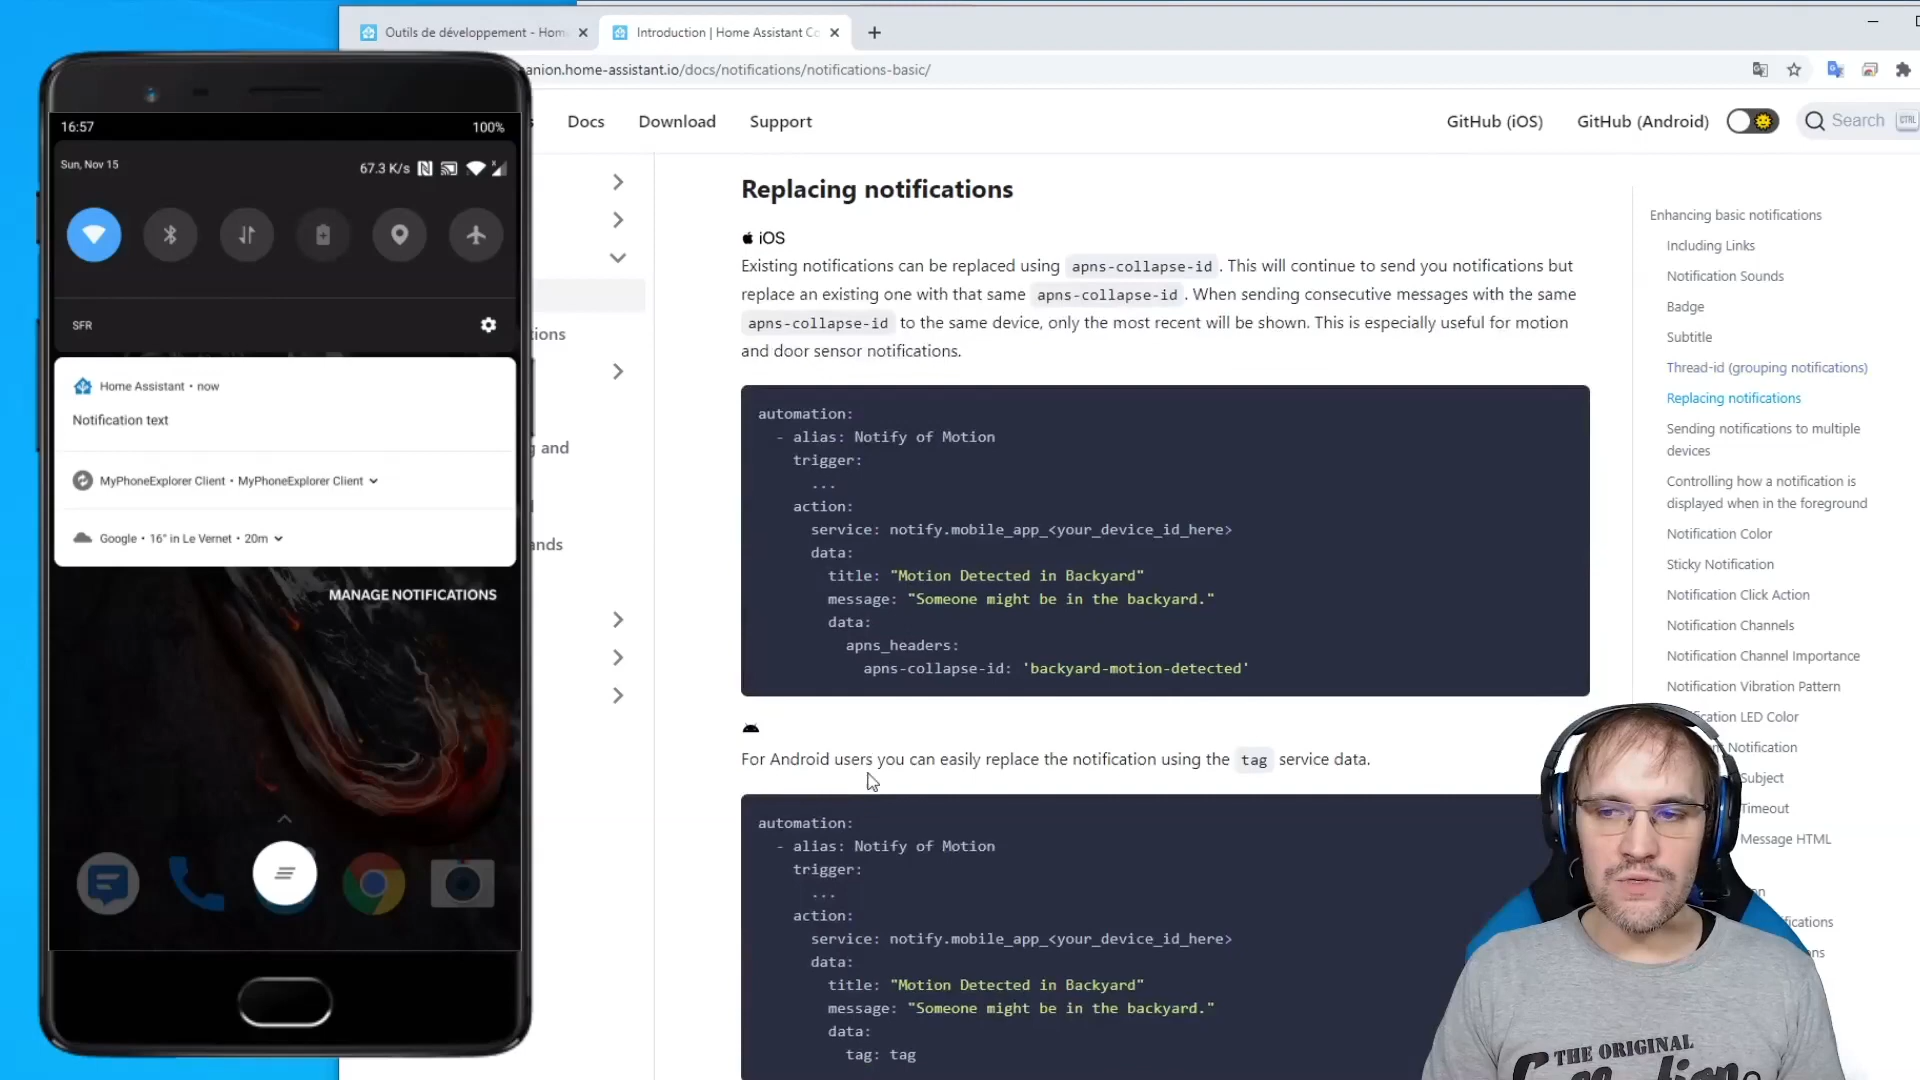 Outils de développement - Hom
Introduction | Home Assistant Co
anion.home-assistant.io/docs/notifications/notifications-basic/
Docs
Download
Support
GitHub (iOS)
GitHub (Android)
Search
CTRL
16:57
100%
Sun, Nov 15
67.3 K/s
SFR
Home Assistant • now
Notification text
MyPhoneExplorer Client • MyPhoneExplorer Client
Google • 16° in Le Vernet • 20m
MANAGE NOTIFICATIONS
ions
g and
ands
Replacing notifications
iOS
Existing notifications can be replaced using apns-collapse-id . This will continue to send you notifications but
replace an existing one with that same apns-collapse-id . When sending consecutive messages with the same
apns-collapse-id to the same device, only the most recent will be shown. This is especially useful for motion
and door sensor notifications.
automation:
- alias: Notify of Motion
trigger:
...
action:
service: notify.mobile_app_<your_device_id_here>
data:
title: "Motion Detected in Backyard"
message: "Someone might be in the backyard."
data:
apns_headers:
apns-collapse-id: 'backyard-motion-detected'
For Android users you can easily replace the notification using the tag service data.
automation:
- alias: Notify of Motion
trigger:
...
action:
service: notify.mobile_app_<your_device_id_here>
data:
title: "Motion Detected in Backyard"
message: "Someone might be in the backyard."
data:
tag: tag
Enhancing basic notifications
Including Links
Notification Sounds
Badge
Subtitle
Thread-id (grouping notifications)
Replacing notifications
Sending notifications to multiple
devices
Controlling how a notification is
displayed when in the foreground
Notification Color
Sticky Notification
Notification Click Action
Notification Channels
Notification Channel Importance
Notification Vibration Pattern
ication LED Color
nt Notification
Subject
Timeout
Message HTML
on
ifications
ns
THE ORIGINAL